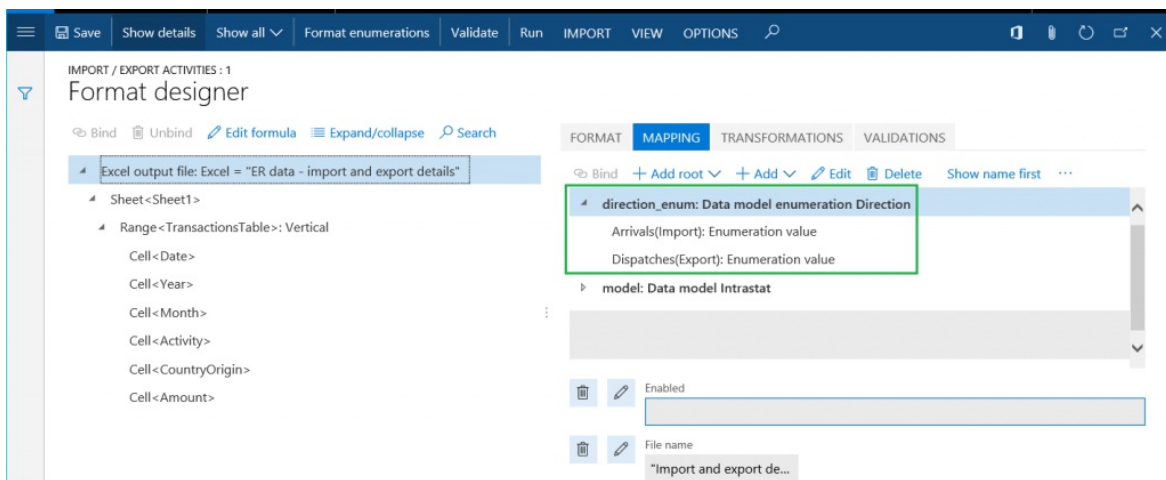 Save Show details Show all Format enumerations Validate Run IMPORT VIEW OPTIONS
IMPORT / EXPORT ACTIVITIES : 1
Format designer
Bind Unbind Edit formula Expand/collapse Search
Excel output file: Excel = "ER data - import and export details"
Sheet<Sheet1>
Range<TransactionsTable>: Vertical
Cell<Date>
Cell<Year>
Cell<Month>
Cell<Activity>
Cell<CountryOrigin>
Cell<Amount>
FORMAT MAPPING TRANSFORMATIONS VALIDATIONS
Bind + Add root + Add Edit Delete Show name first ...
direction_enum: Data model enumeration Direction
Arrivals(Import): Enumeration value
Dispatches(Export): Enumeration value
model: Data model Intrastat
Enabled
File name
"Import and export de...